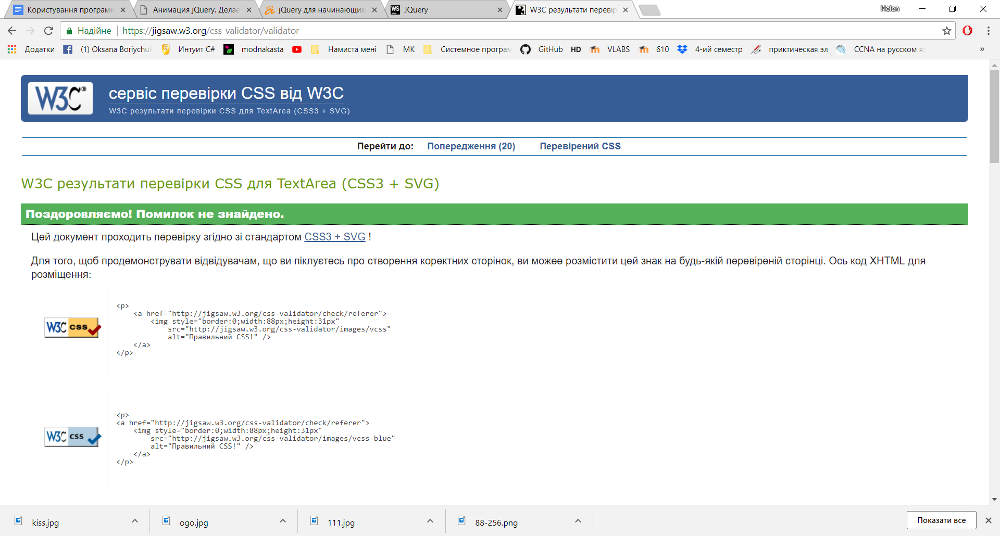 Користування програмн
Анимация jQuery. Делае
jQuery для начинающих.
WS JQuery
W3C результати перевір
Helen
Надійне https://jigsaw.w3.org/css-validator/validator
Додатки (1) Oksana Boriychuk Интуит C# modnakasta Намиста мені МК Системное програм GitHub HD VLABS 610 4-ий семестр приктическая эл CCNA на русском яз »
W3C®
сервіс перевірки CSS від W3C
W3C результати перевірки CSS для TextArea (CSS3 + SVG)
Перейти до: Попередження (20) Перевірений CSS
W3C результати перевірки CSS для TextArea (CSS3 + SVG)
Поздоровляємо! Помилок не знайдено.
Цей документ проходить перевірку згідно зі стандартом CSS3 + SVG !
Для того, щоб продемонструвати відвідувачам, що ви піклуєтесь про створення коректних сторінок, ви можее розмістити цей знак на будь-якій перевіреній сторінці. Ось код XHTML для
розміщення:
W3C css
<p>
<a href="http://jigsaw.w3.org/css-validator/check/referer">
<img style="border:0;width:88px;height:31px"
src="http://jigsaw.w3.org/css-validator/images/vcss"
alt="Правильний CSS!" />
</a>
</p>
W3C css
<p>
<a href="http://jigsaw.w3.org/css-validator/check/referer">
<img style="border:0;width:88px;height:31px"
src="http://jigsaw.w3.org/css-validator/images/vcss-blue"
alt="Правильний CSS!" />
</a>
</p>
kiss.jpg ogo.jpg 111.jpg 88-256.png Показати все